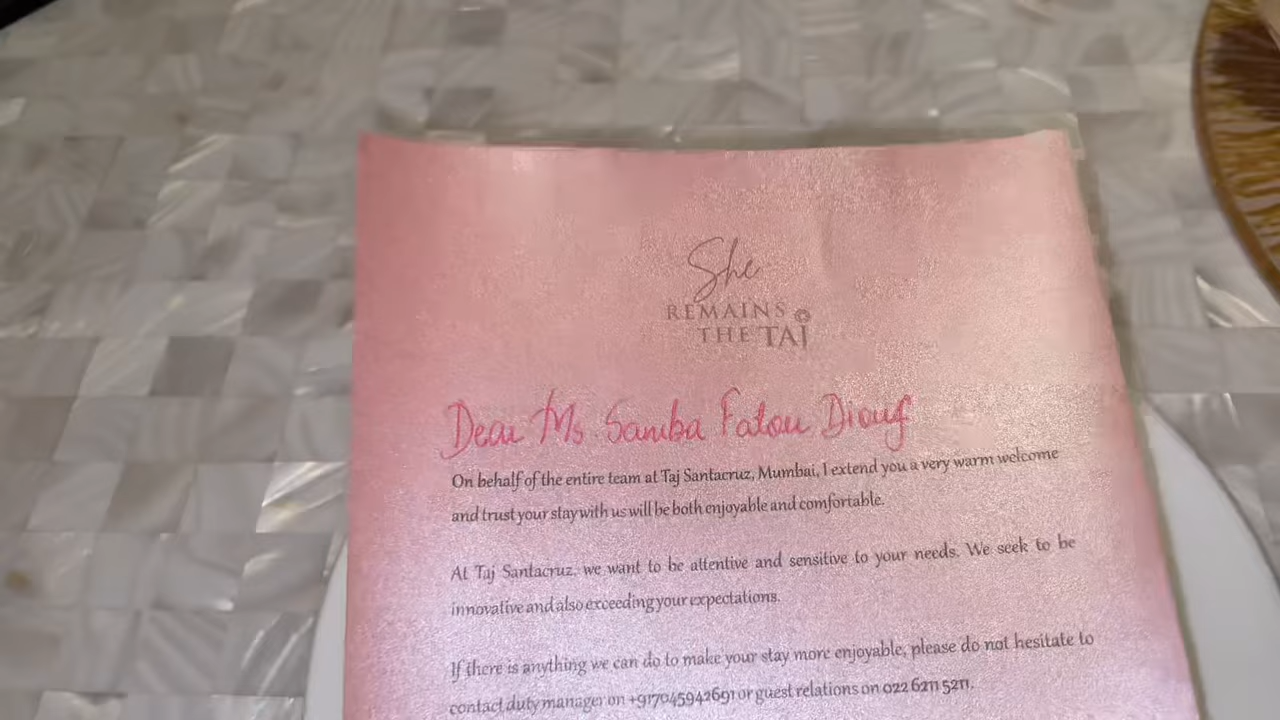 She
REMAINS
THE TAJ
Dear Ms Samba Fatou Diouf
On behalf of the entire team at Taj Santacruz, Mumbai, I extend you a very warm welcome
and trust your stay with us will be both enjoyable and comfortable.
At Taj Santacruz, we want to be attentive and sensitive to your needs. We seek to be
innovative and also exceeding your expectations.
If there is anything we can do to make your stay more enjoyable, please do not hesitate to
contact duty manager on +917045942691 or guest relations on 022 6211 5211.